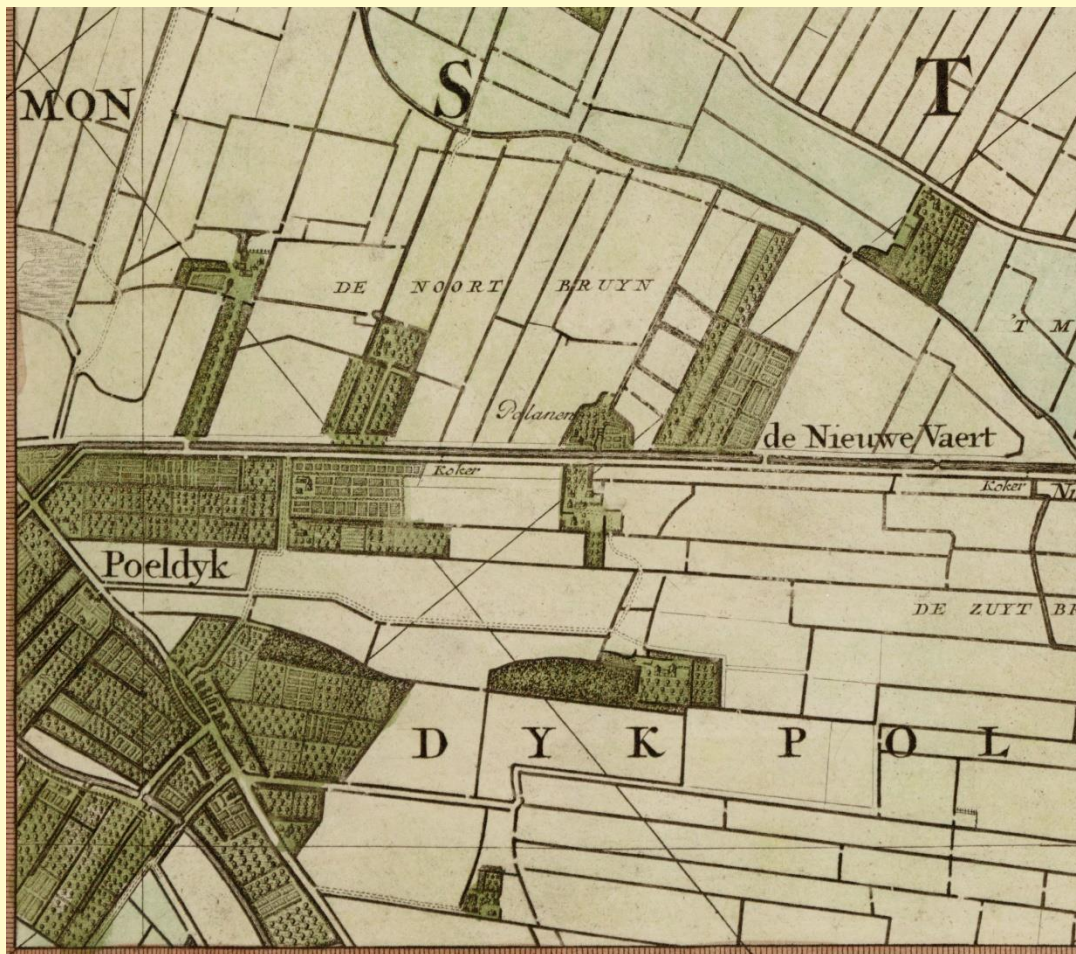 MON
S T
DE NOORT BRUYN
'T M
Polanen
de Nieuwe Vaert
Koker
Koker
Poeldyk
DE ZUYT
D Y K P O L